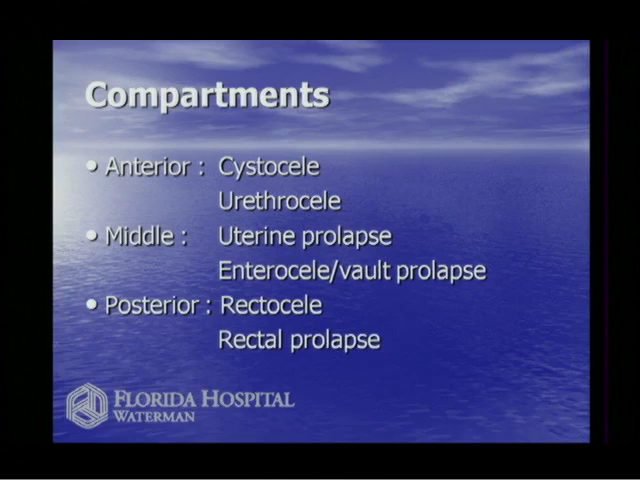 Compartments
• Anterior : Cystocele
Urethrocele
• Middle : Uterine prolapse
Enterocele/vault prolapse
• Posterior : Rectocele
Rectal prolapse
FLORIDA HOSPITAL
WATERMAN